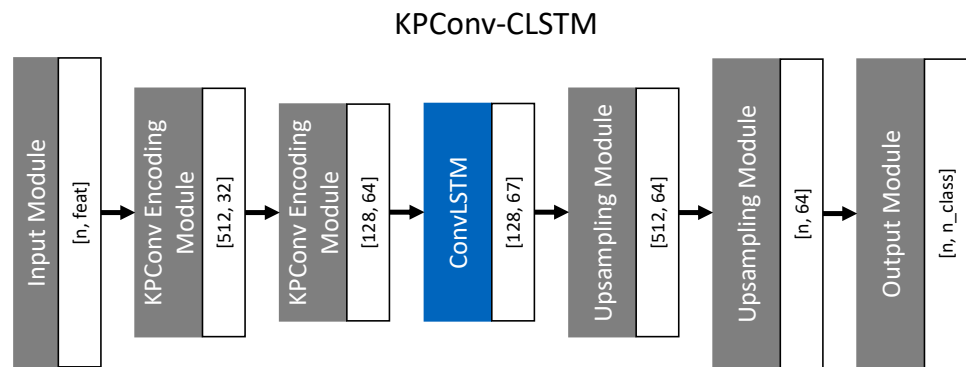 KPConv-CLSTM
Input Module
[n, feat]
KPConv Encoding
Module
[512, 32]
KPConv Encoding
Module
[128, 64]
ConvLSTM
[128, 67]
Upsampling Module
[512, 64]
Upsampling Module
[n, 64]
Output Module
[n, n_class]